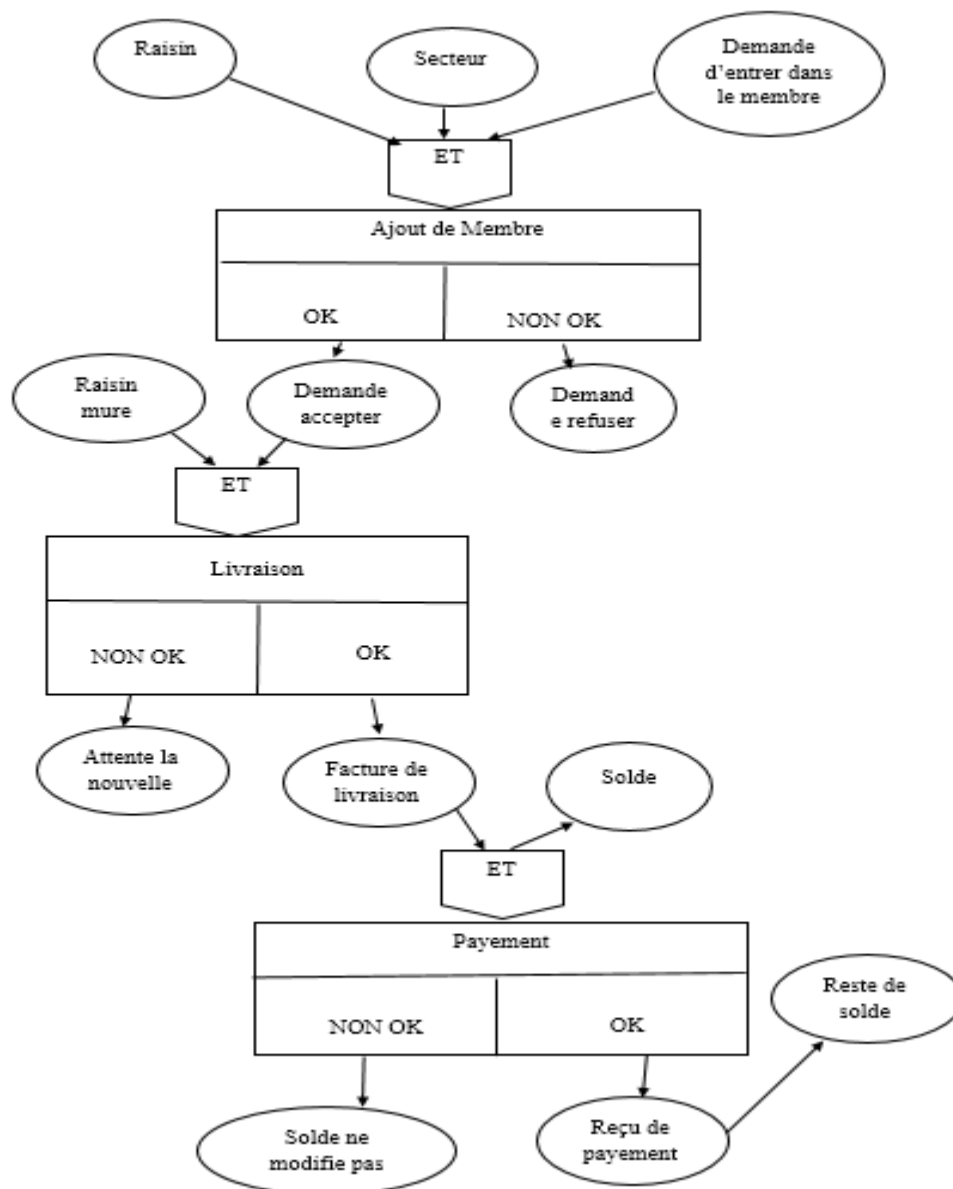 Raisin
Secteur
Demande
d'entrer dans
le membre
ET
Ajout de Membre
OK
NON OK
Raisin
mure
Demande
accepter
Demand
e refuser
ET
Livraison
NON OK
OK
Attente la
nouvelle
Facture de
livraison
Solde
ET
Payement
NON OK
OK
Reste de
solde
Solde ne
modifie pas
Reçu de
payement